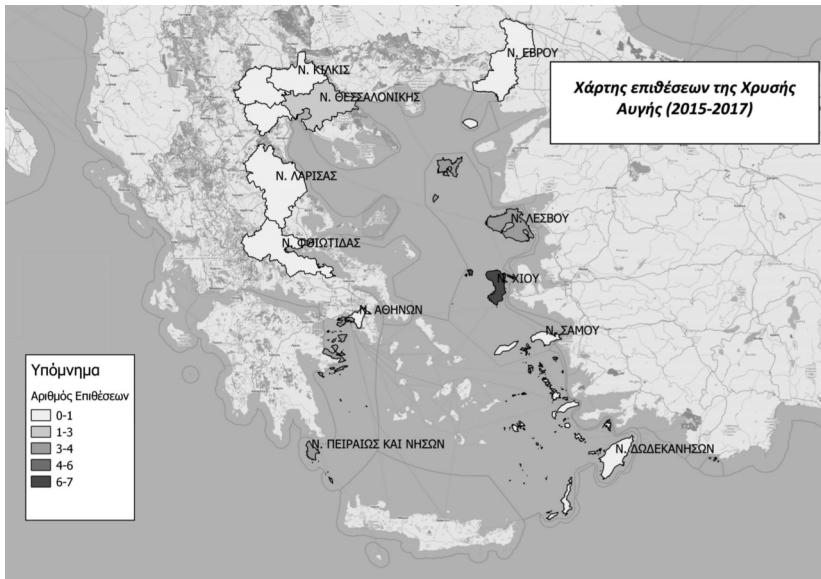 Ν. ΕΒΡΟΥ
Χάρτης επιθέσεων της Χρυσής
Αυγής (2015-2017)
Ν. ΚΙΛΚΙΣ
Ν. ΘΕΣΣΑΛΟΝΙΚΗΣ
Ν. ΛΑΡΙΣΑΣ
Ν. ΛΕΣΒΟΥ
Ν. ΦΘΙΩΤΙΔΑΣ
Ν. ΧΙΟΥ
Ν. ΑΘΗΝΩΝ
Ν. ΣΑΜΟΥ
Ν. ΠΕΙΡΑΙΩΣ ΚΑΙ ΝΗΣΩΝ
Ν. ΔΩΔΕΚΑΝΗΣΩΝ
Υπόμνημα
Αριθμός Επιθέσεων
0-1
1-3
3-4
4-6
6-7